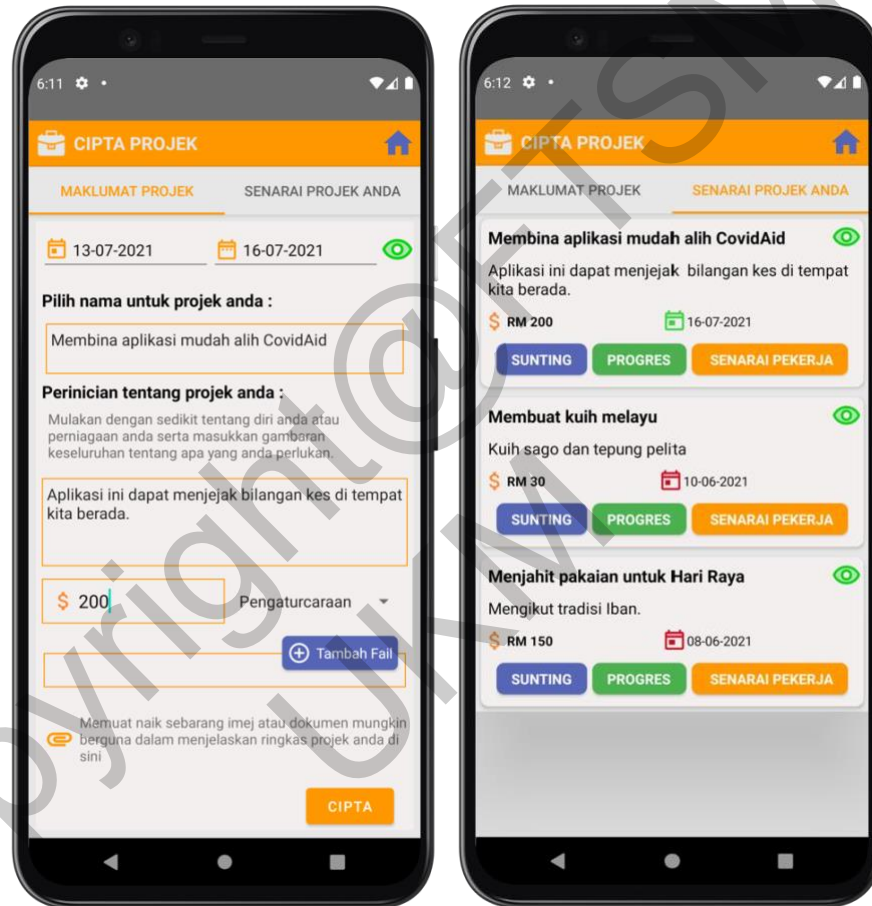 6:11
CIPTA PROJEK
MAKLUMAT PROJEK SENARAI PROJEK ANDA
13-07-2021 16-07-2021
Pilih nama untuk projek anda :
Membina aplikasi mudah alih CovidAid
Perinician tentang projek anda :
Mulakan dengan sedikit tentang diri anda atau
perniagaan anda serta masukkan gambaran
keseluruhan tentang apa yang anda perlukan.
Aplikasi ini dapat menjejak bilangan kes di tempat
kita berada.
$ 200 Pengaturcaraan
Tambah Fail
Memuat naik sebarang imej atau dokumen mungkin
berguna dalam menjelaskan ringkas projek anda di
sini
CIPTA
6:12
CIPTA PROJEK
MAKLUMAT PROJEK SENARAI PROJEK ANDA
Membina aplikasi mudah alih CovidAid
Aplikasi ini dapat menjejak bilangan kes di tempat
kita berada.
$ RM 200 16-07-2021
SUNTING PROGRES SENARAI PEKERJA
Membuat kuih melayu
Kuih sago dan tepung pelita
$ RM 30 10-06-2021
SUNTING PROGRES SENARAI PEKERJA
Menjahit pakaian untuk Hari Raya
Mengikut tradisi Iban.
$ RM 150 08-06-2021
SUNTING PROGRES SENARAI PEKERJA
pyright@FTSM
UKM